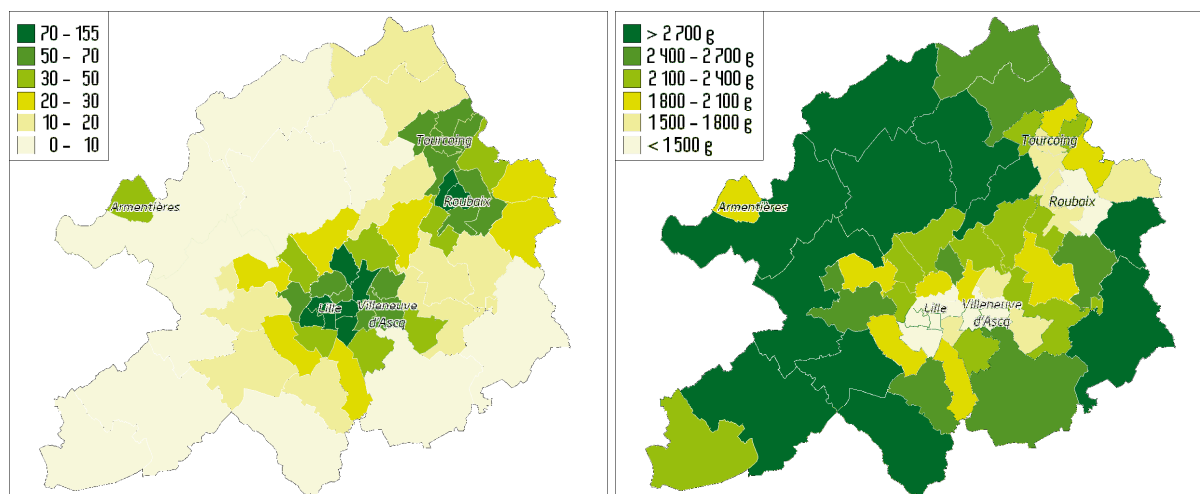 70 - 155
50 - 70
30 - 50
20 - 30
10 - 20
0 - 10
Tourcoing
Armentières
Roubaix
Lille
Villeneuve
d'Ascq
> 2 700 g
2 400 - 2 700 g
2 100 - 2 400 g
1 800 - 2 100 g
1 500 - 1 800 g
< 1 500 g
Tourcoing
Armentières
Roubaix
Lille
Villeneuve
d'Ascq